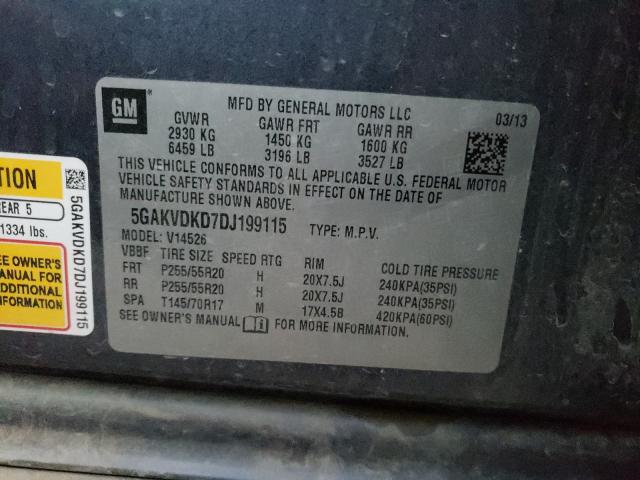 GM
MFD BY GENERAL MOTORS LLC
03/13
GVWR GAWR FRT GAWR RR
2930 KG 1450 KG 1600 KG
6459 LB 3196 LB 3527 LB
THIS VEHICLE CONFORMS TO ALL APPLICABLE U.S. FEDERAL MOTOR
VEHICLE SAFETY STANDARDS IN EFFECT ON THE DATE OF
MANUFACTURE SHOWN ABOVE.
5GAKVDKD7DJ199115 TYPE: M.P.V.
MODEL: V14526
VBBF TIRE SIZE SPEED RTG RIM COLD TIRE PRESSURE
FRT P255/55R20 H 20X7.5J 240KPA(35PSI)
RR P255/55R20 H 20X7.5J 240KPA(35PSI)
SPA T145/70R17 M 17X4.5B 420KPA(60PSI)
SEE OWNER'S MANUAL FOR MORE INFORMATION.
TION
REAR 5
1334 lbs.
SEE OWNER'S
MANUAL FOR
ADDITIONAL
INFORMATION
5GAKVDKD7DJ199115